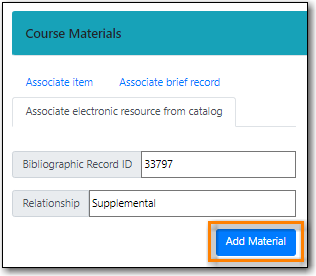 Course Materials
Associate item Associate brief record
Associate electronic resource from catalog
Bibliographic Record ID 33797
Relationship Supplemental
Add Material